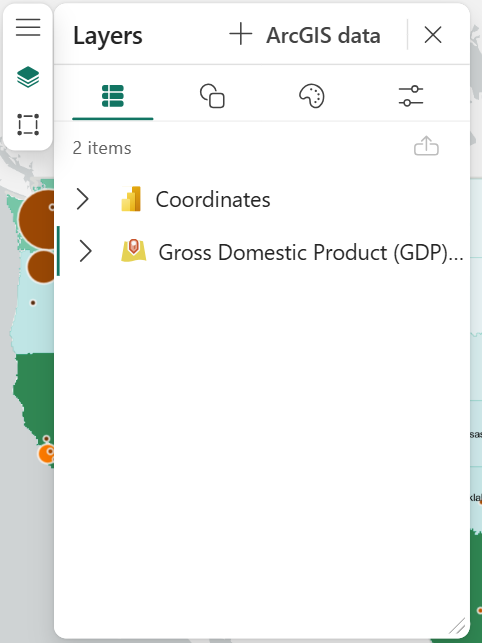 Layers
ArcGIS data
2 items
Coordinates
Gross Domestic Product (GDP)...